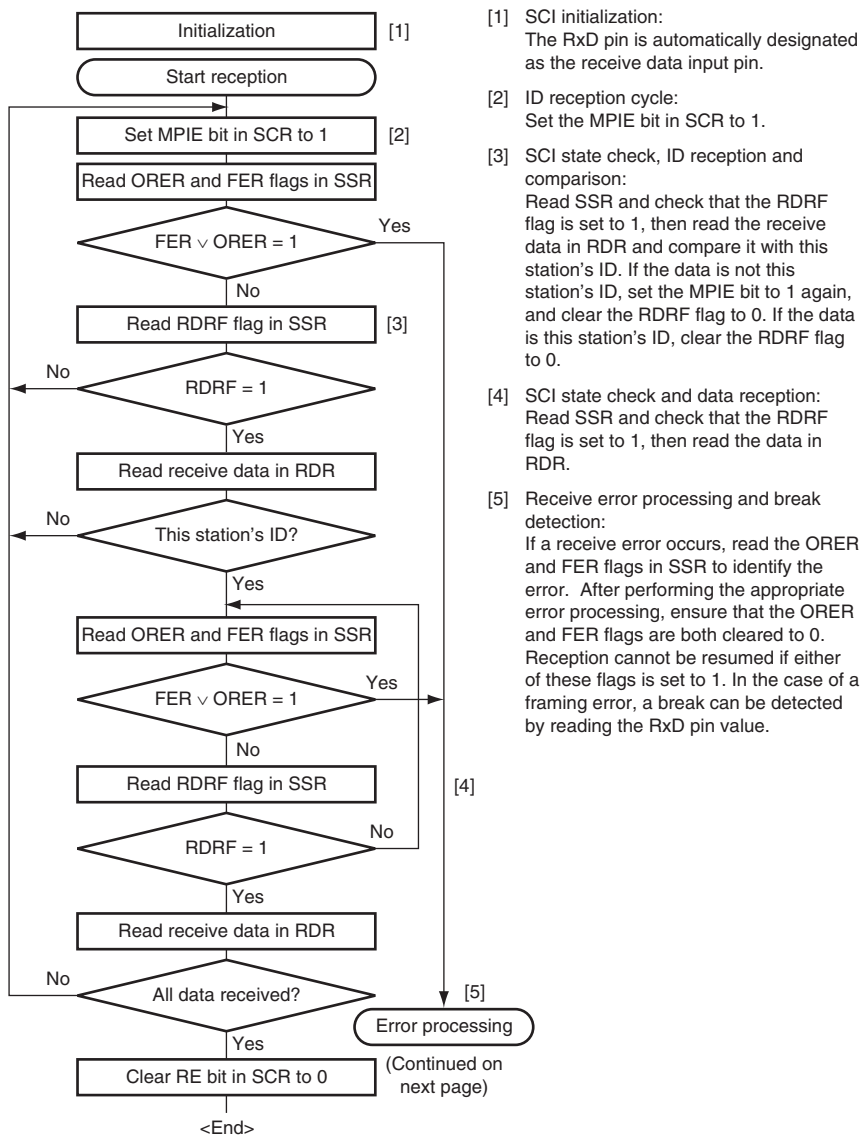 Initialization
[1]
Start reception
Set MPIE bit in SCR to 1
[2]
Read ORER and FER flags in SSR
Yes
FER ∨ ORER = 1
No
Read RDRF flag in SSR
[3]
No
RDRF = 1
Yes
Read receive data in RDR
No
This station's ID?
Yes
Read ORER and FER flags in SSR
Yes
FER ∨ ORER = 1
No
Read RDRF flag in SSR
[4]
No
RDRF = 1
Yes
Read receive data in RDR
No
All data received?
[5]
Error processing
Yes
(Continued on
next page)
Clear RE bit in SCR to 0
<End>
[1] SCI initialization:
The RxD pin is automatically designated
as the receive data input pin.
[2] ID reception cycle:
Set the MPIE bit in SCR to 1.
[3] SCI state check, ID reception and
comparison:
Read SSR and check that the RDRF
flag is set to 1, then read the receive
data in RDR and compare it with this
station's ID. If the data is not this
station's ID, set the MPIE bit to 1 again,
and clear the RDRF flag to 0. If the data
is this station's ID, clear the RDRF flag
to 0.
[4] SCI state check and data reception:
Read SSR and check that the RDRF
flag is set to 1, then read the data in
RDR.
[5] Receive error processing and break
detection:
If a receive error occurs, read the ORER
and FER flags in SSR to identify the
error. After performing the appropriate
error processing, ensure that the ORER
and FER flags are both cleared to 0.
Reception cannot be resumed if either
of these flags is set to 1. In the case of a
framing error, a break can be detected
by reading the RxD pin value.